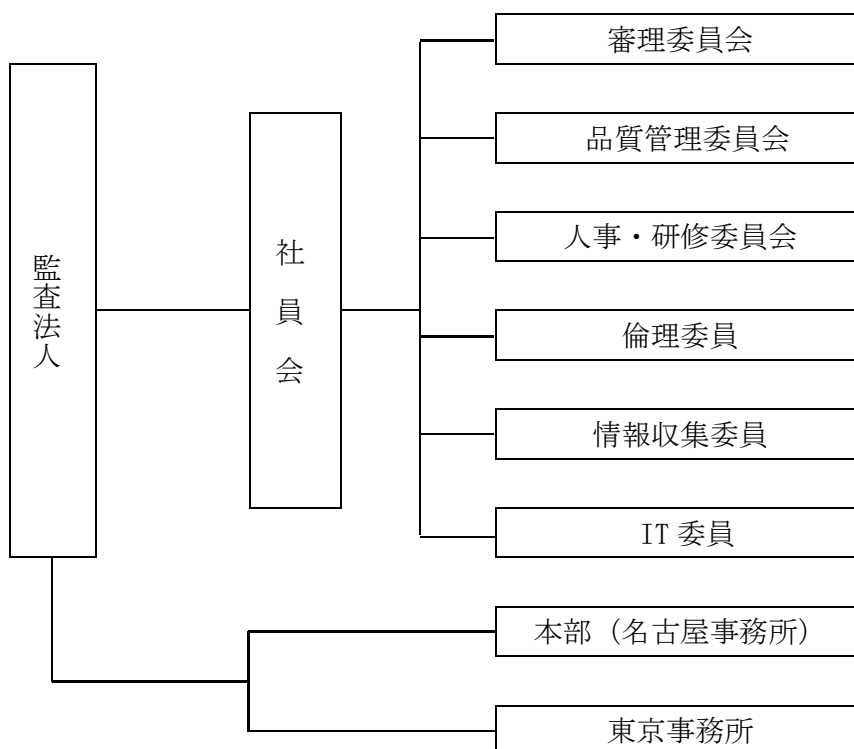 監査法人
社員会
審理委員会
品質管理委員会
人事・研修委員会
倫理委員
情報収集委員
IT 委員
本部（名古屋事務所）
東京事務所